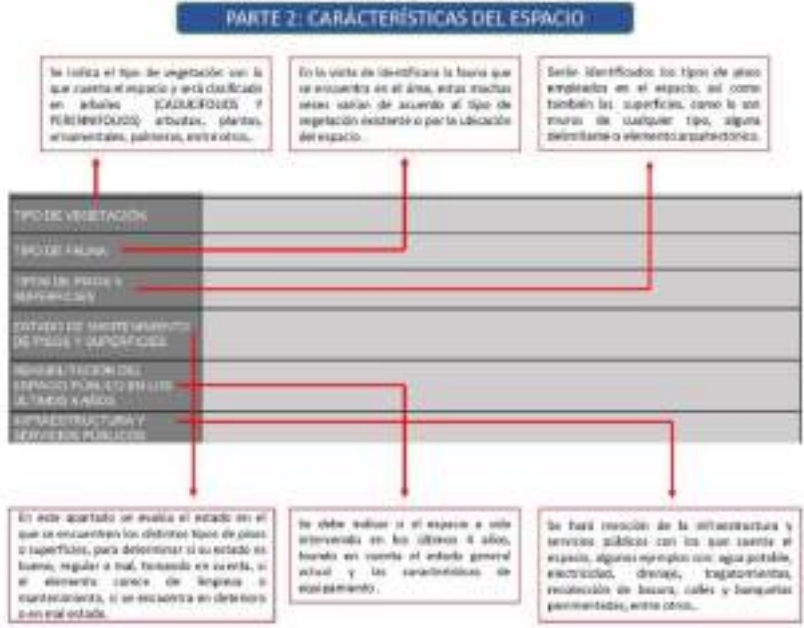 PARTE 2: CARÁCTERÍSTICAS DEL ESPACIO
Se indica el tipo de vegetación con la
que cuenta el espacio y será clasificado
en arboles (CADUCIFOLIOS Y
PERENNIFOLIOS) arbustos, plantas,
ornamentales, palmeras, entre otros.
En la visita de identificara la fauna que
se encuentra en el área, estas muchas
veces varían de acuerdo al tipo de
vegetación existente o por la ubicación
del espacio.
Serán identificados los tipos de pisos
empleados en el espacio, así como
también las superficies, como lo son
muros de cualquier tipo, alguna
delimitante o elemento arquitectónico.
TIPO DE VEGETACIÓN
TIPO DE FAUNA
TIPOS DE PISOS Y
SUPERFICIES
ESTADO DE MANTENIMIENTO
DE PISOS Y SUPERFICIES
REHABILITACIÓN DEL
ESPACIO PÚBLICO EN LOS
ÚLTIMOS 4 AÑOS
INFRAESTRUCTURA Y
SERVICIOS PÚBLICOS
En este apartado se evalúa el estado en el
que se encuentren los distintos tipos de pisos
o superficies, para determinar si su estado es
bueno, regular o mal, tomando en cuenta, si
el elemento carece de limpieza o
mantenimiento, si se encuentra en deterioro
o en mal estado.
Se debe indicar si el espacio a sido
intervenido en los últimos 4 años,
tomando en cuenta el estado general
actual y las características de
equipamiento.
Se hará mención de la infraestructura y
servicios públicos con los que cuenta el
espacio, algunos ejemplos son: agua potable,
electricidad, drenaje,
recolección de basura, calles y banquetas
pavimentadas, entre otros.